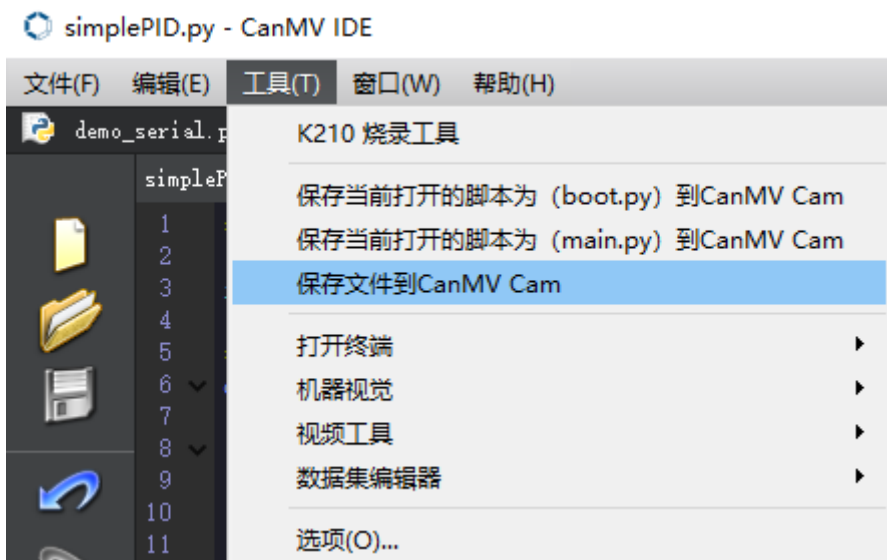 simplePID.py - CanMV IDE
文件(F) 编辑(E) 工具(T) 窗口(W) 帮助(H)
demo_serial.p
K210 烧录工具
simpleP
保存当前打开的脚本为（boot.py）到CanMV Cam
1
保存当前打开的脚本为（main.py）到CanMV Cam
2
保存文件到CanMV Cam
3
4
打开终端
5
机器视觉
6
7
视频工具
8
数据集编辑器
9
10
选项(O)...
11